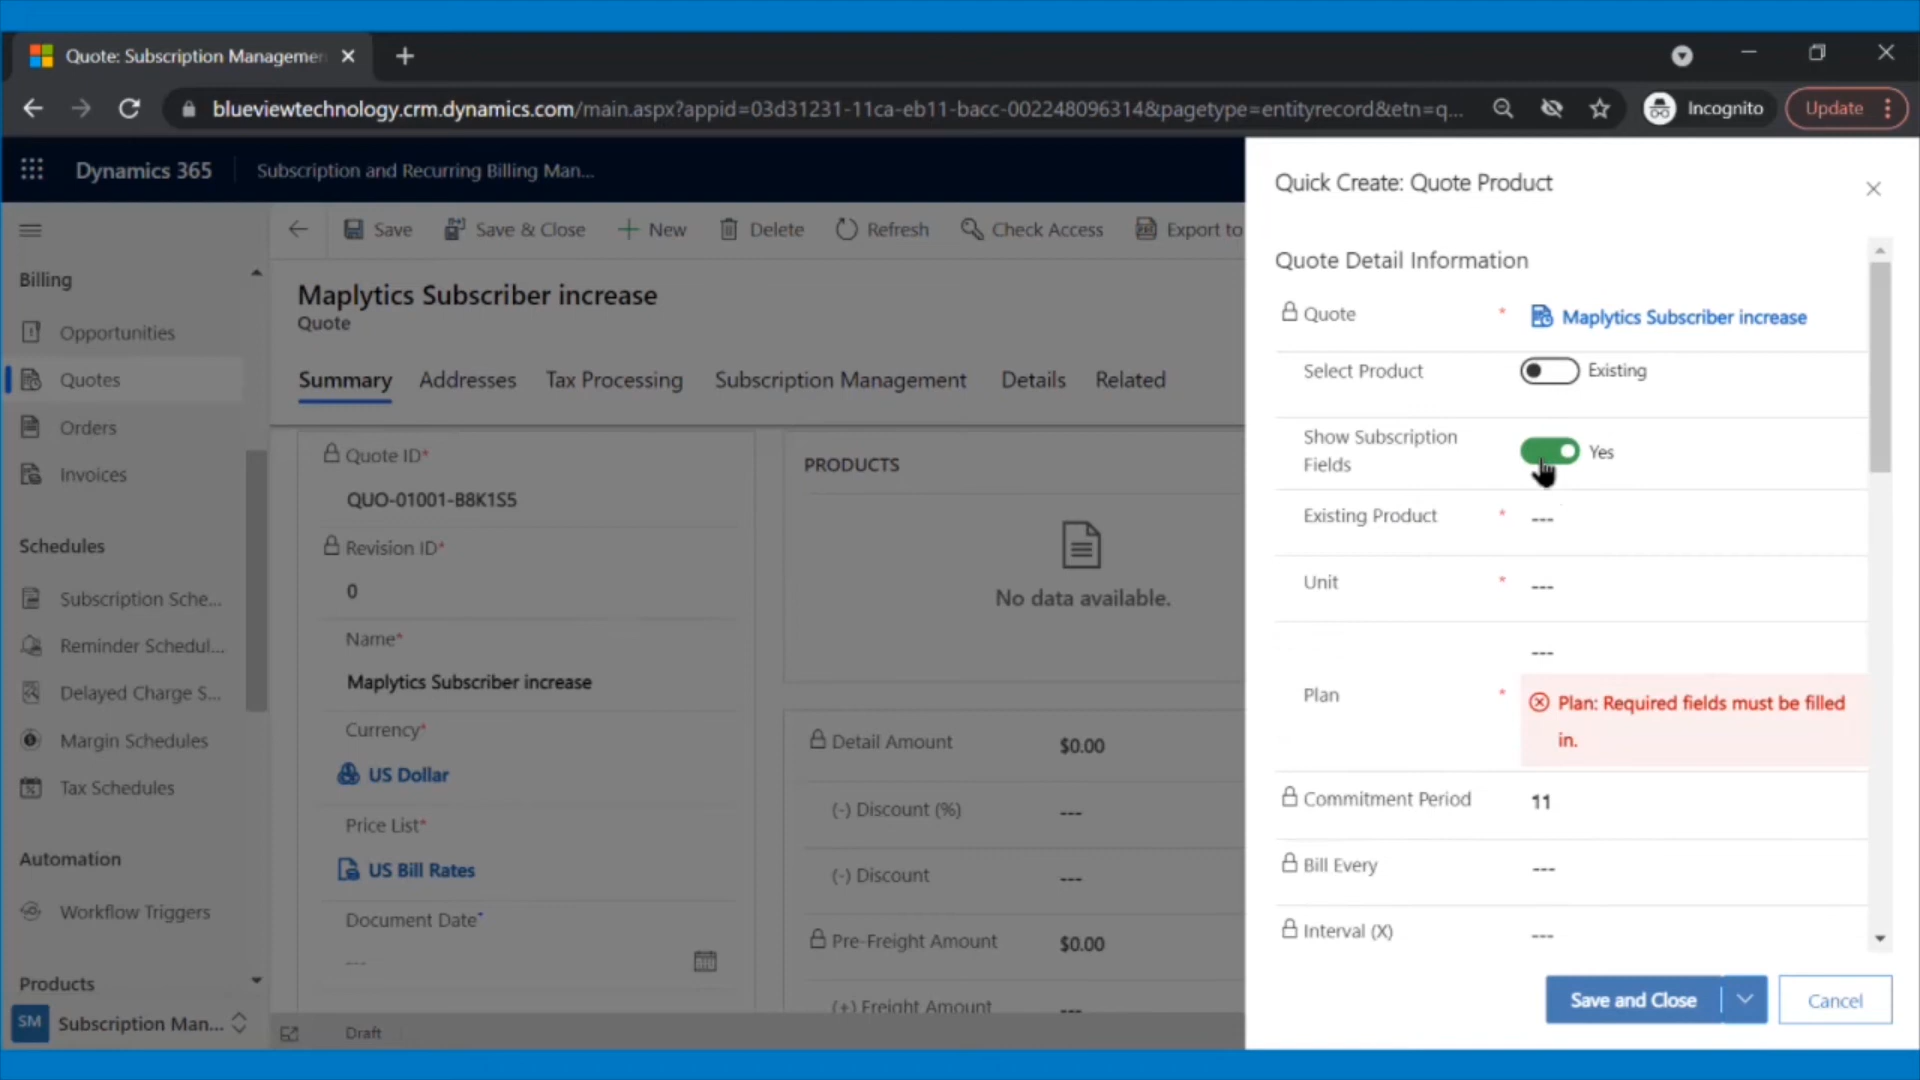 Quote: Subscription Managemen
blueviewtechnology.crm.dynamics.com/main.aspx?appid=03d31231-11ca-eb11-bacc-002248096314&pagetype=entityrecord&etn=q...
Incognito
Update
Dynamics 365
Subscription and Recurring Billing Man...
Save
Save & Close
New
Delete
Refresh
Check Access
Export to
Billing
Opportunities
Quotes
Orders
Invoices
Schedules
Subscription Sche...
Reminder Schedul...
Delayed Charge S...
Margin Schedules
Tax Schedules
Automation
Workflow Triggers
Products
SM
Subscription Man...
Maplytics Subscriber increase
Quote
Summary
Addresses
Tax Processing
Subscription Management
Details
Related
Quote ID*
QUO-01001-B8K1S5
Revision ID*
0
Name*
Maplytics Subscriber increase
Currency*
US Dollar
Price List*
US Bill Rates
Document Date*
---
PRODUCTS
No data available.
Detail Amount
$0.00
(-) Discount (%)
---
(-) Discount
---
Pre-Freight Amount
$0.00
(+) Freight Amount
---
Draft
Quick Create: Quote Product
Quote Detail Information
Quote *
Maplytics Subscriber increase
Select Product
Existing
Show Subscription
Fields
Yes
Existing Product *
---
Unit *
---
---
Plan *
Plan: Required fields must be filled
in.
Commitment Period
11
Bill Every
---
Interval (X)
---
Save and Close
Cancel